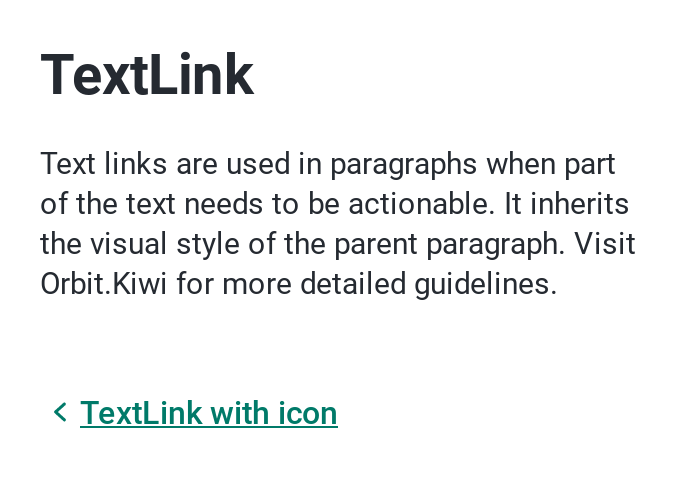 TextLink
Text links are used in paragraphs when part
of the text needs to be actionable. It inherits
the visual style of the parent paragraph. Visit
Orbit.Kiwi for more detailed guidelines.
TextLink with icon